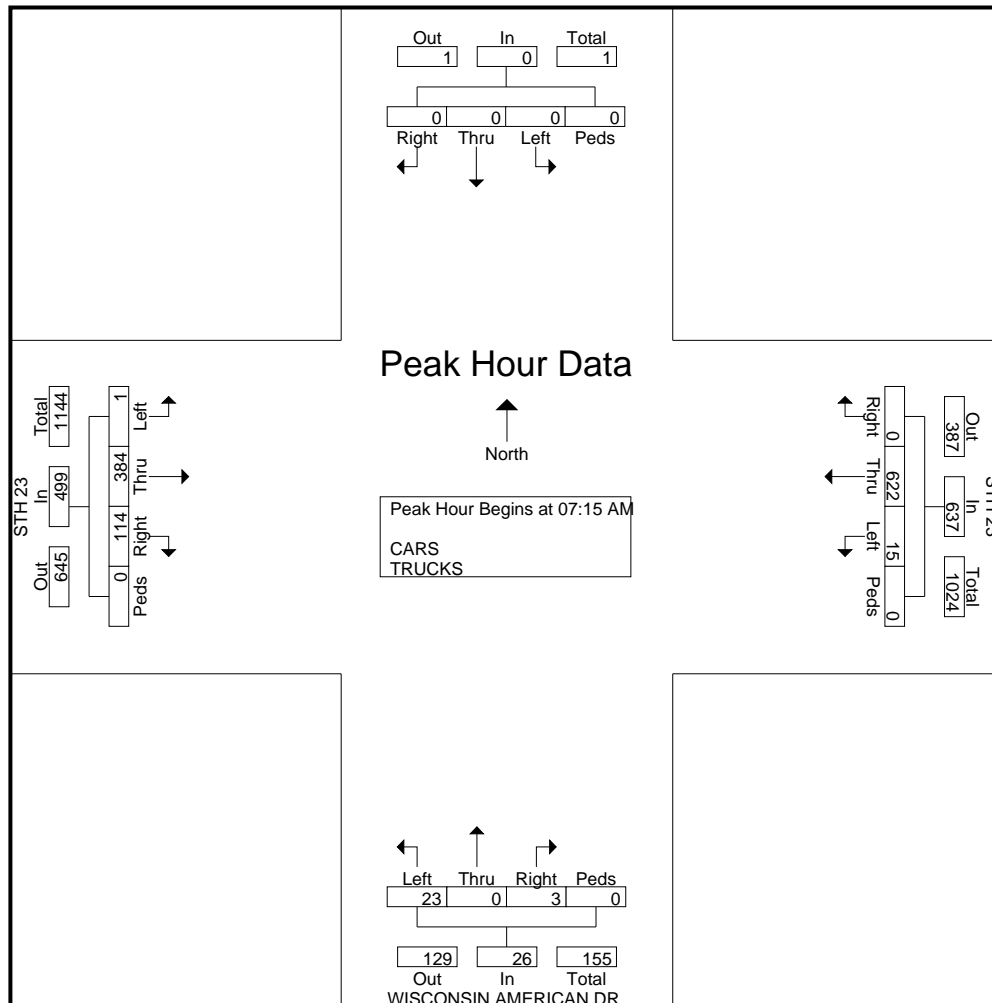 Out In Total
1 0 1
0 0 0 0
Right Thru Left Peds
Peak Hour Data
North
Peak Hour Begins at 07:15 AM
CARS
TRUCKS
STH 23
Total In Out
1144 499 645
1 384 114 0
Left Thru Right Peds
Right Thru Left Peds
0 622 15 0
Out In Total
387 637 1024
Left Thru Right Peds
23 0 3 0
129 26 155
Out In Total
WISCONSIN AMERICAN DR